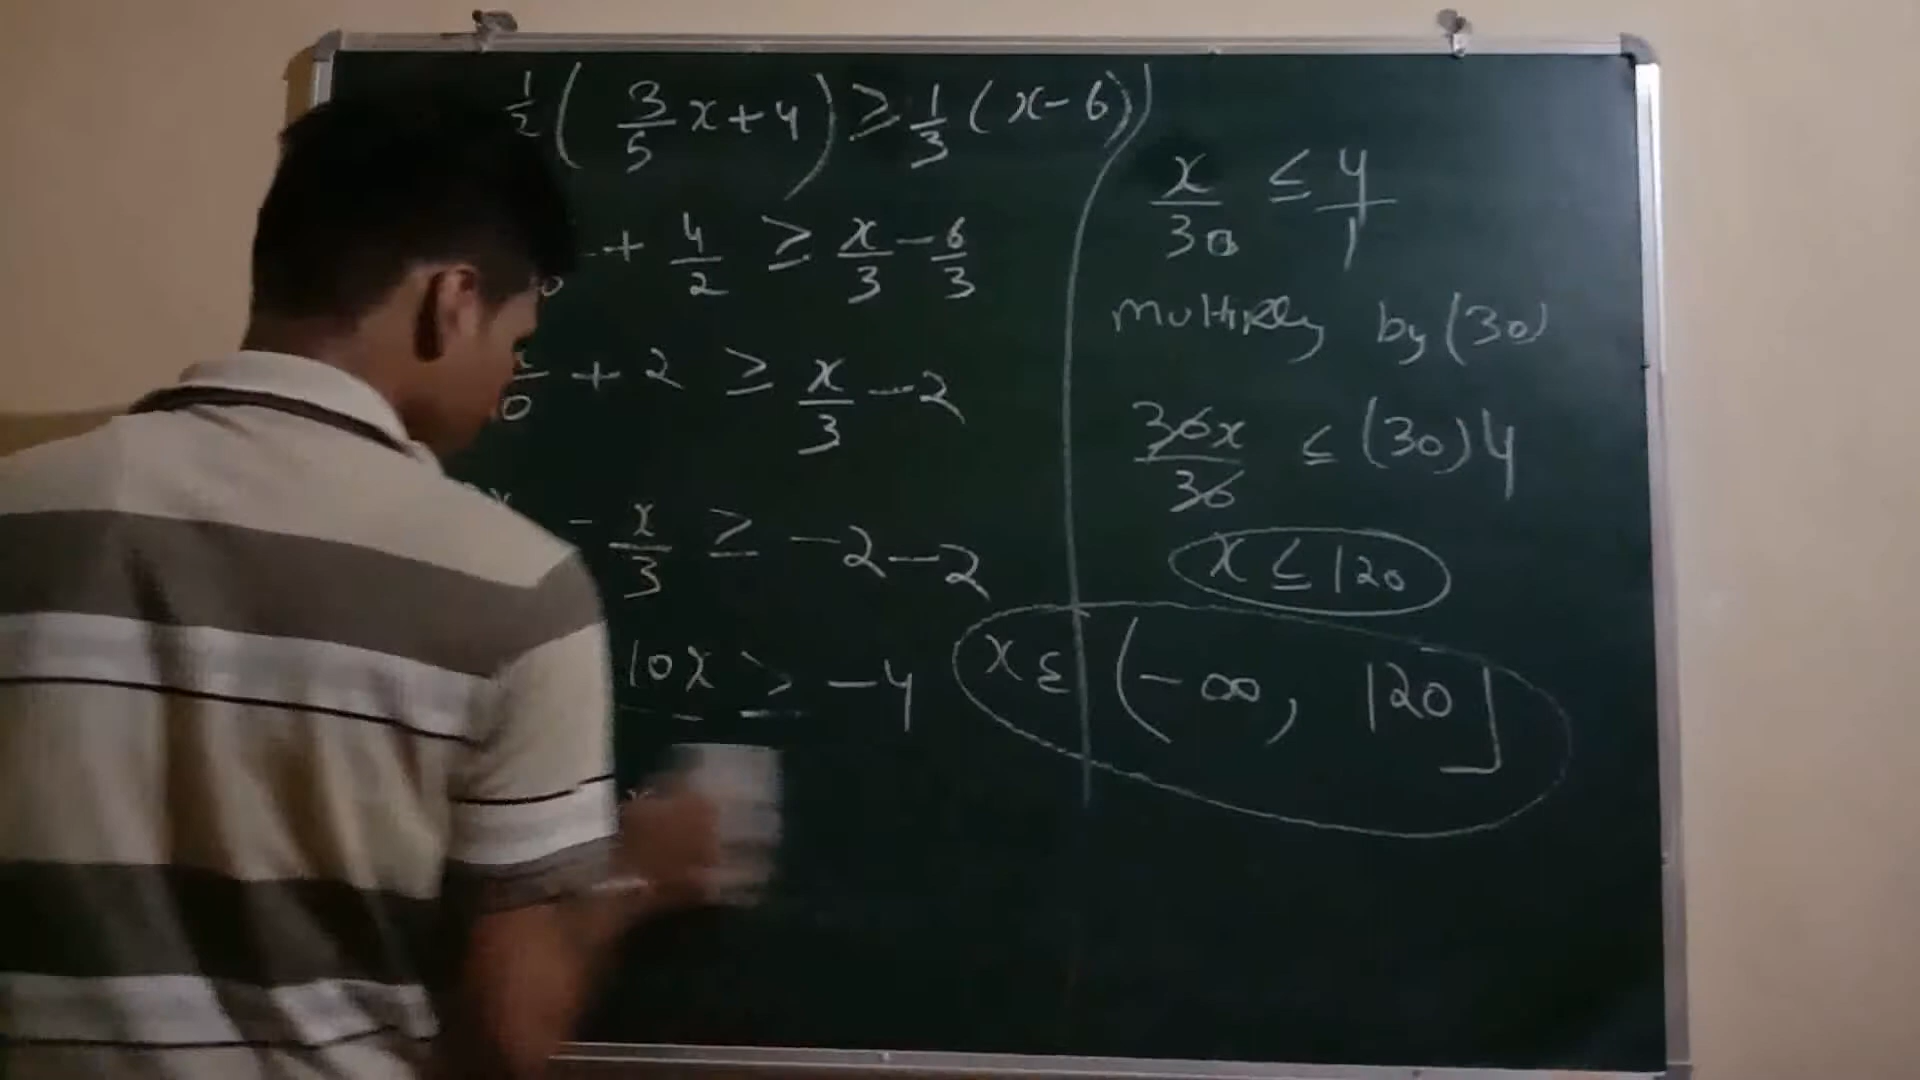 1/2 ( 3/5 x + 4 ) ≥ 1/3 ( x - 6 )
+ 4/2 ≥ x/3 - 6/3
+ 2 ≥ x/3 - 2
- x/3 ≥ -2 -2
10x ≥ -4
x/30 ≤ 4/1
multiply by (30)
30x/30 ≤ (30) 4
x ≤ 120
x ε (-∞, 120]